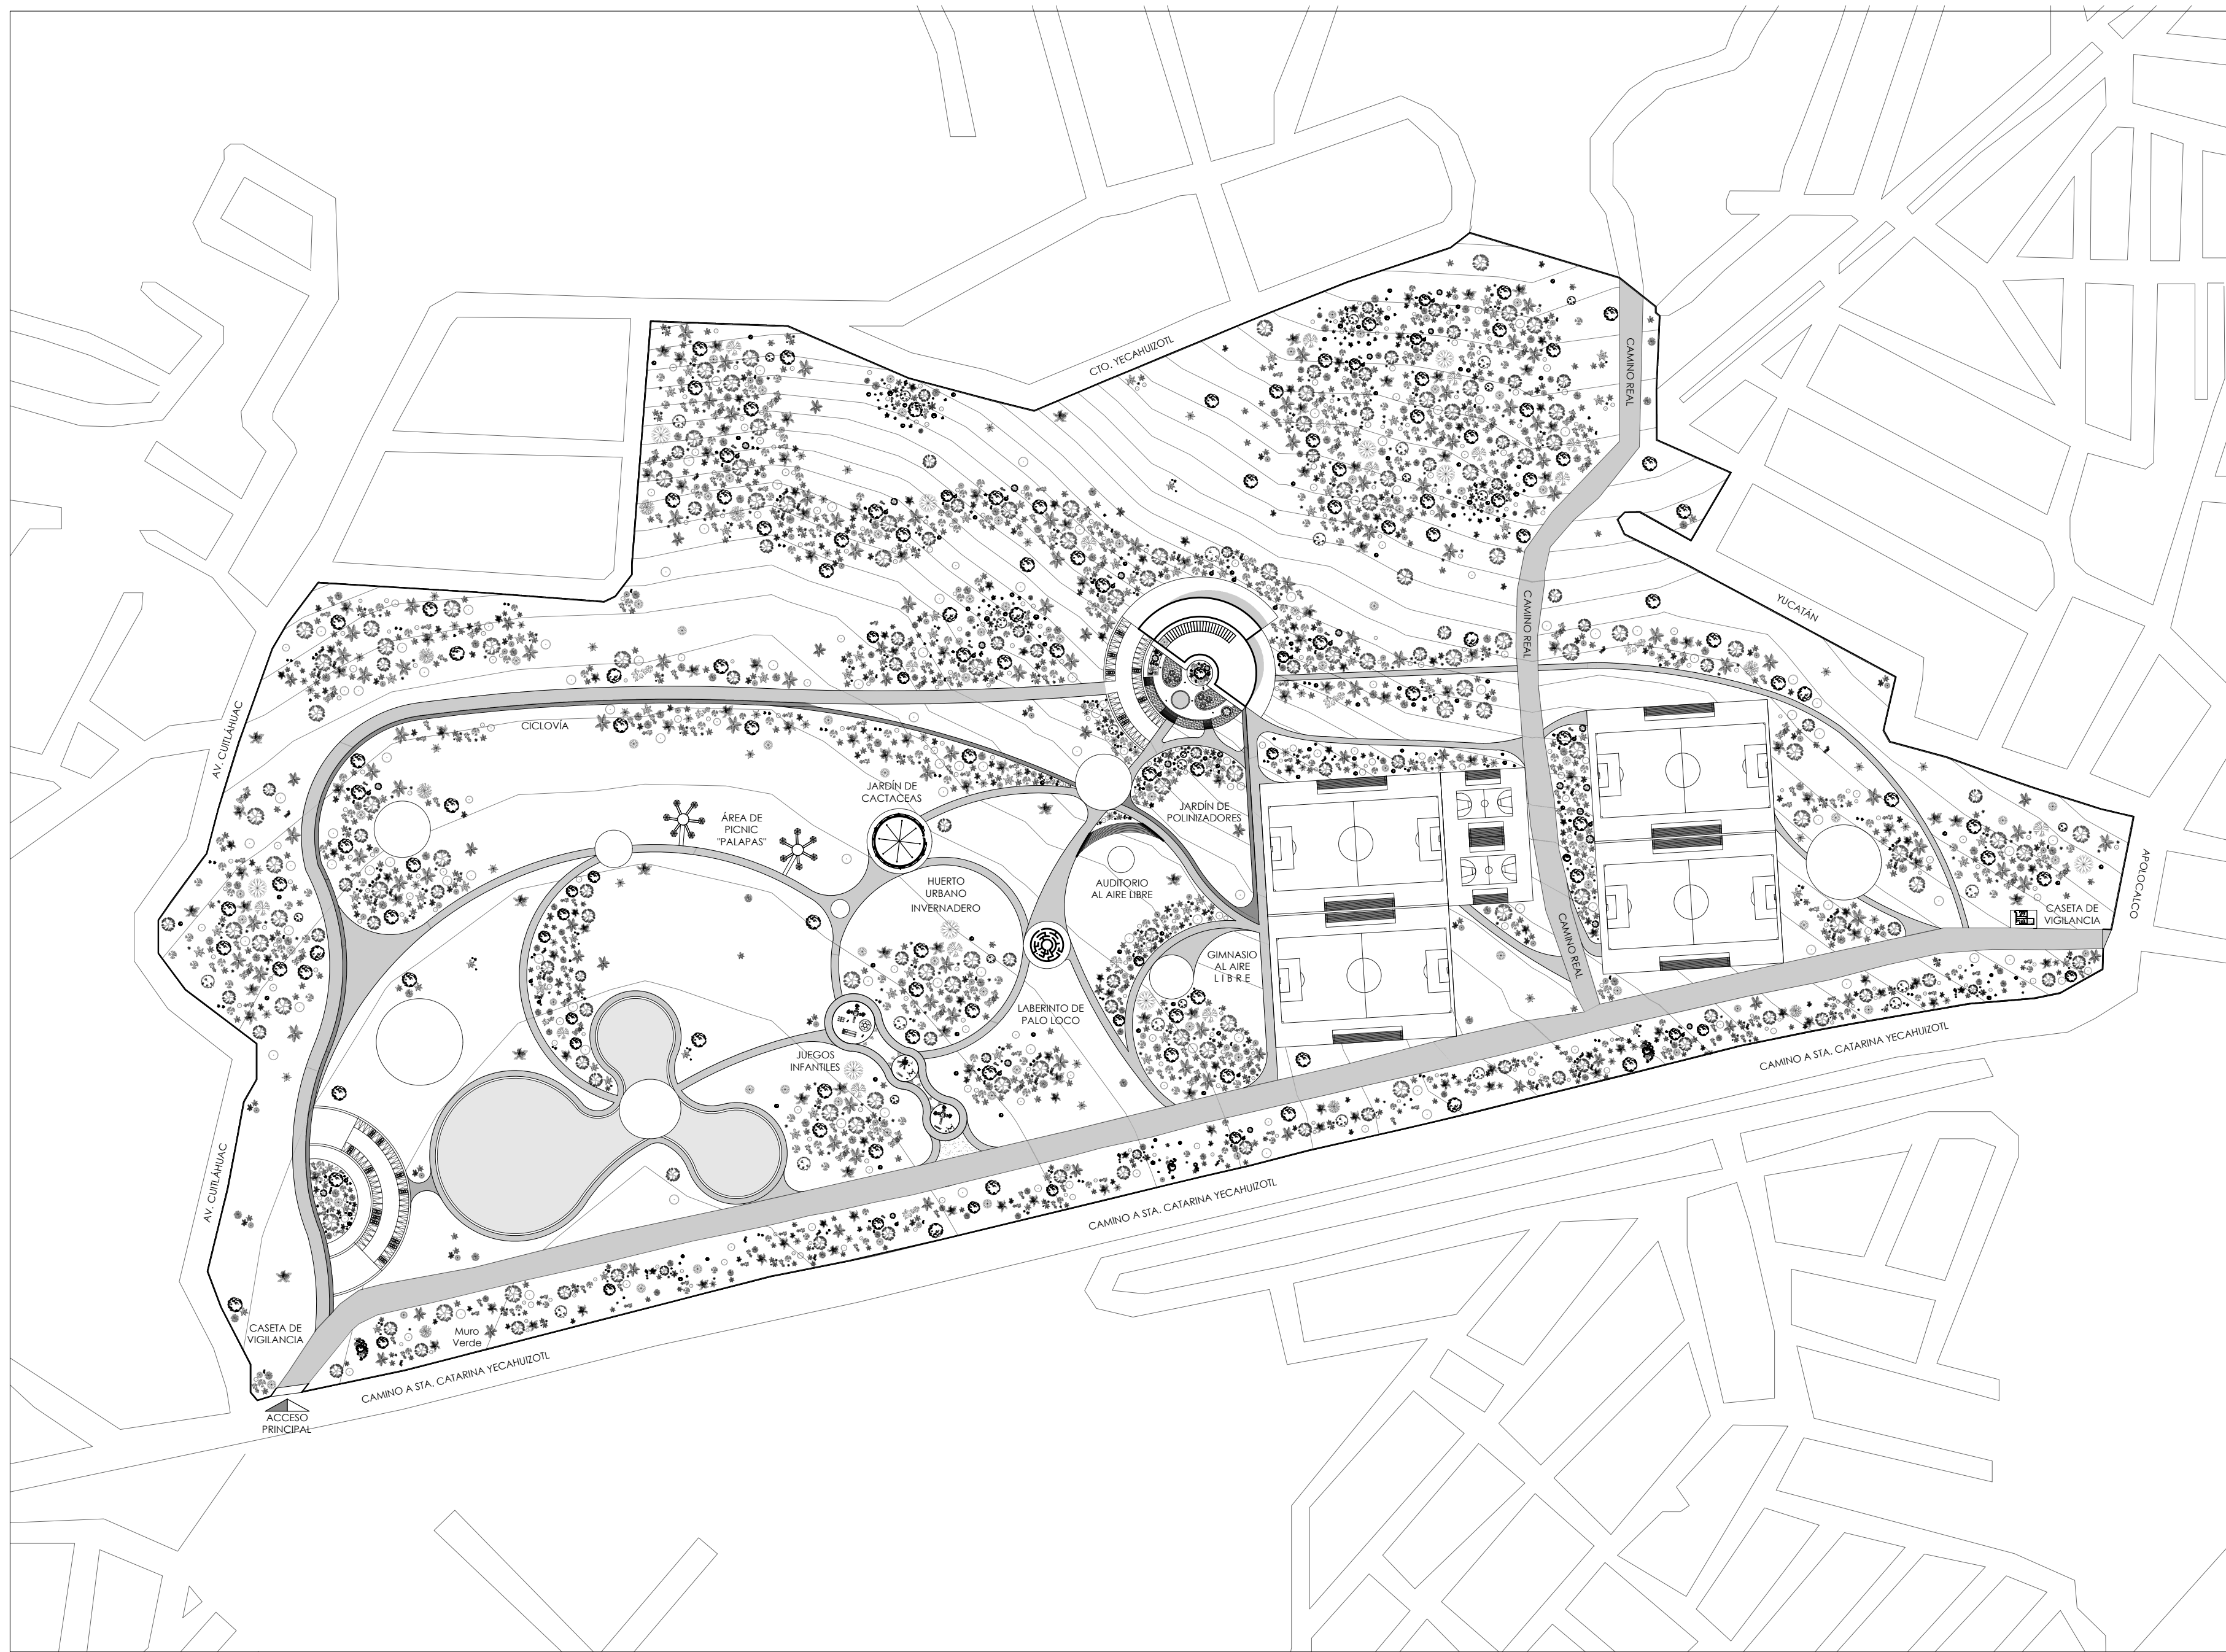 CTO. YECAHUIZOTL
CAMINO REAL
CAMINO REAL
YUCATÁN
AV. CUITLÁHUAC
CICLOVÍA
JARDÍN DE
CACTACEAS
ÁREA DE
PICNIC
"PALAPAS"
JARDÍN DE
POLINIZADORES
HUERTO
URBANO
INVERNADERO
AUDITORIO
AL AIRE LIBRE
APOLOCALCO
CASETA DE
VIGILANCIA
CAMINO REAL
GIMNASIO
AL AIRE
L I B R E
LABERINTO DE
PALO LOCO
JUEGOS
INFANTILES
CAMINO A STA. CATARINA YECAHUIZOTL
AV. CUITLÁHUAC
CAMINO A STA. CATARINA YECAHUIZOTL
CASETA DE
VIGILANCIA
Muro
Verde
CAMINO A STA. CATARINA YECAHUIZOTL
ACCESO
PRINCIPAL